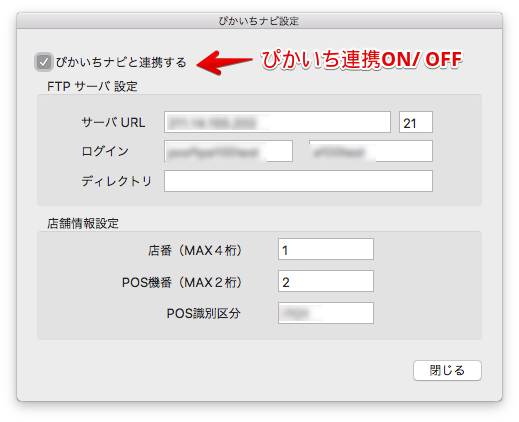 ぴかいちナビ設定
ぴかいちナビと連携する
ぴかいち連携ON/ OFF
FTP サーバ 設定
サーバ URL
21
ログイン
ディレクトリ
店舗情報設定
店番（MAX４桁）
1
POS機番（MAX２桁）
2
POS識別区分
閉じる